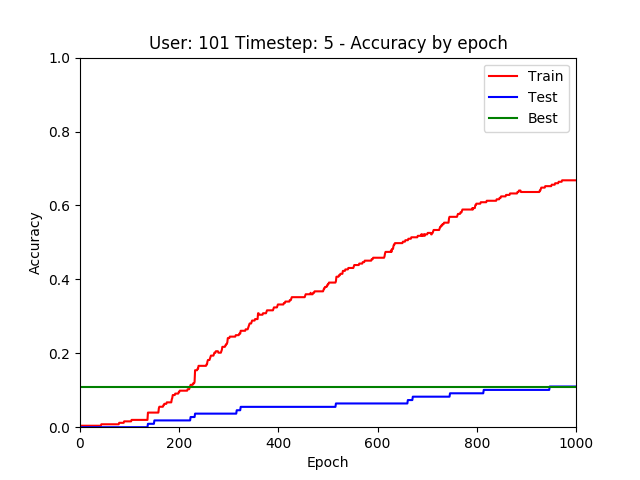 User: 101 Timestep: 5 - Accuracy by epoch
1.0
0.8
0.6
0.4
0.2
0.0
Accuracy
Train
Test
Best
0 200 400 600 800 1000
Epoch